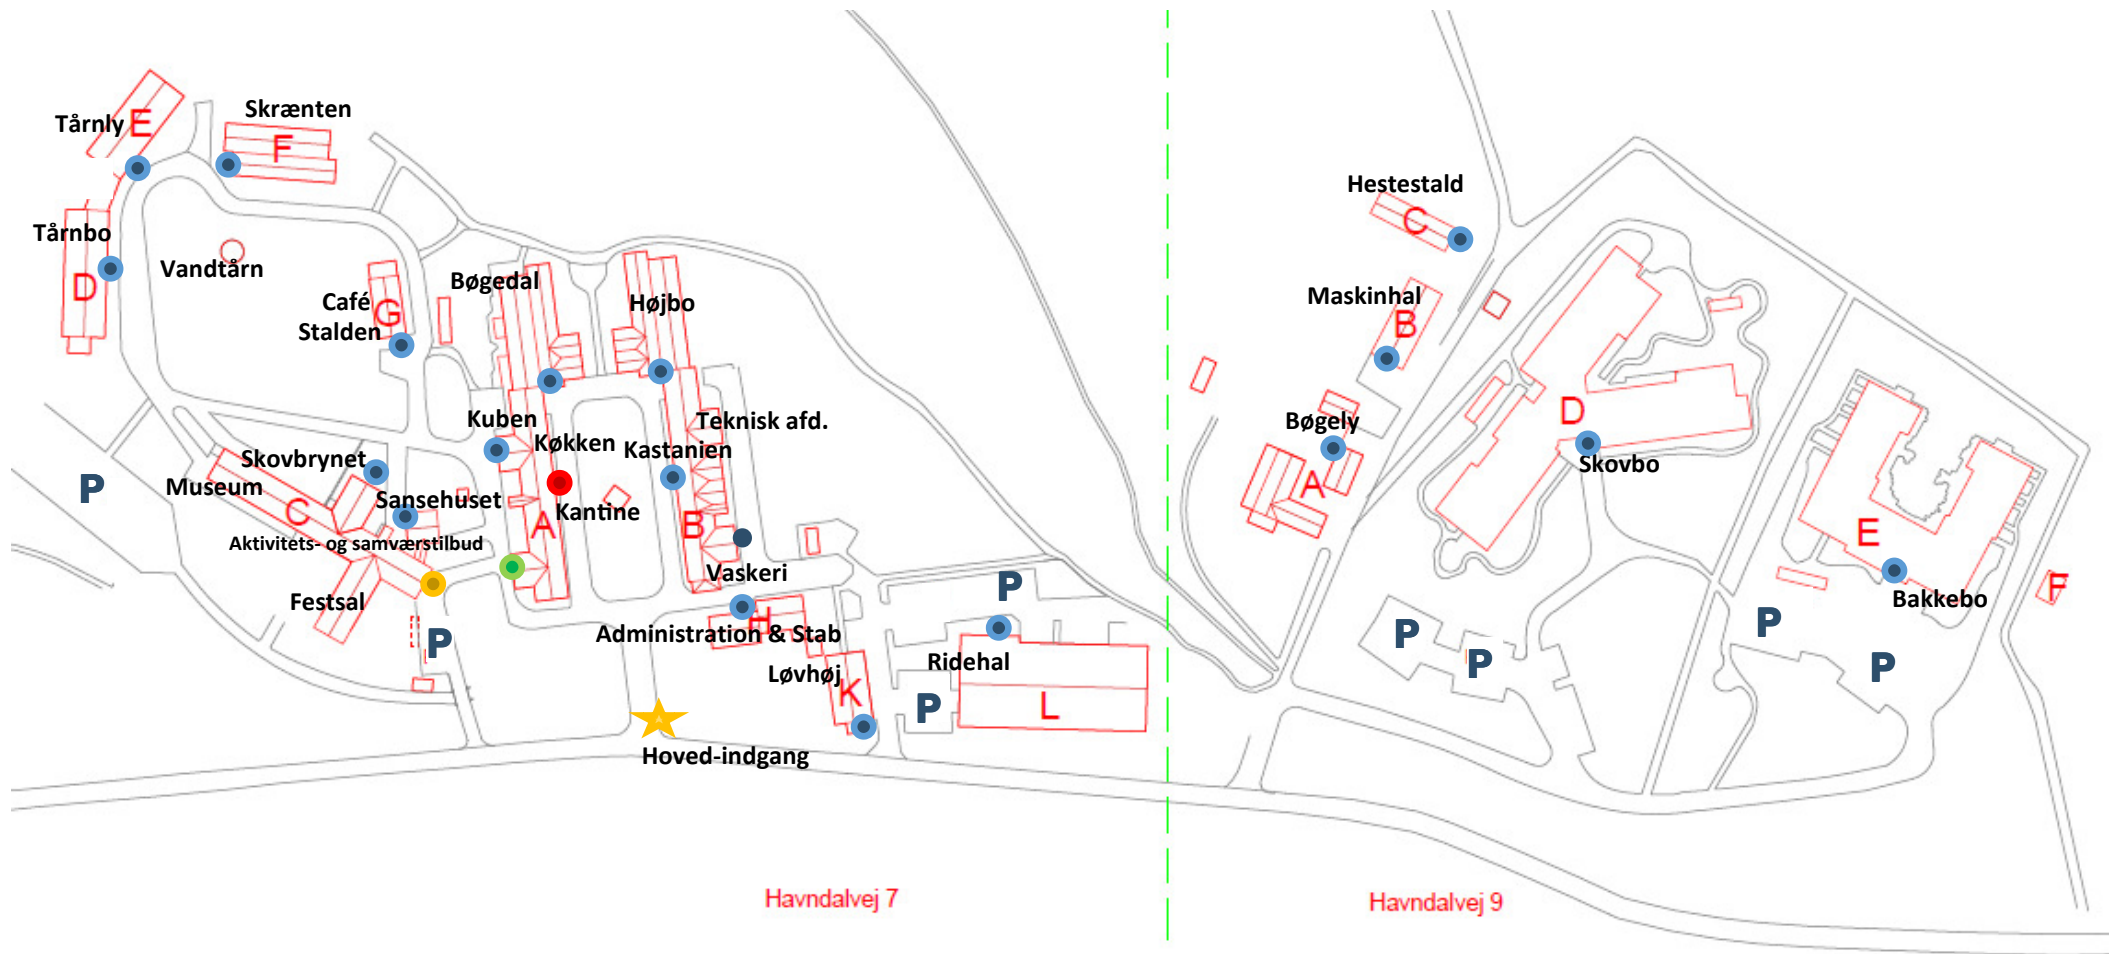 Tårnly
E
Skrænten
F
Tårnbo
D
Vandtårn
Café
Stalden
G
Bøgedal
Højbo
Kuben
Køkken
Kantine
A
Kastanien
Teknisk afd.
B
Vaskeri
Skovbrynet
Museum
C
Sansehuset
Aktivitets- og samværstilbud
Festsal
P
P
H
Administration & Stab
Løvhøj
K
Hoved-indgang
P
Ridehal
P
L
Havndalvej 7
Hestestald
C
Maskinhal
B
Bøgely
A
D
Skovbo
E
Bakkebo
F
P
P
P
P
Havndalvej 9